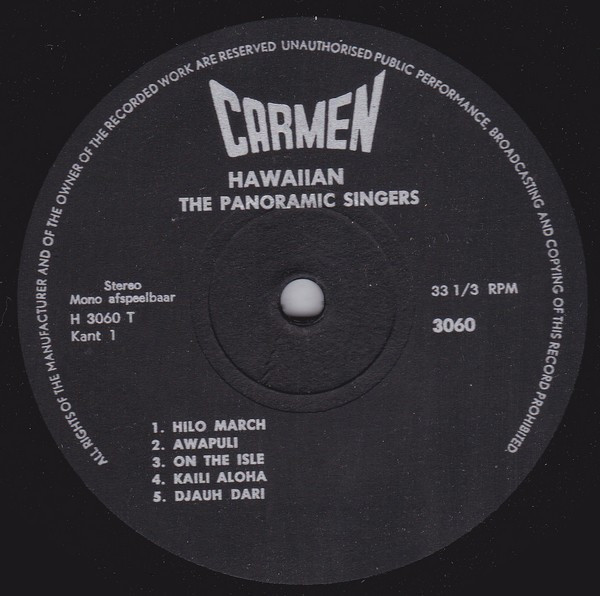 ALL RIGHTS OF THE MANUFACTURER AND OF THE OWNER OF THE RECORDED WORK ARE RESERVED UNAUTHORISED PUBLIC PERFORMANCE, BROADCASTING AND COPYING OF THIS RECORD PROHIBITED.
CARMEN
HAWAIIAN
THE PANORAMIC SINGERS
Stereo
Mono afspeelbaar
H 3060 T
Kant 1
33 1/3 RPM
3060
1. HILO MARCH
2. AWAPULI
3. ON THE ISLE
4. KAILI ALOHA
5. DJAUH DARI